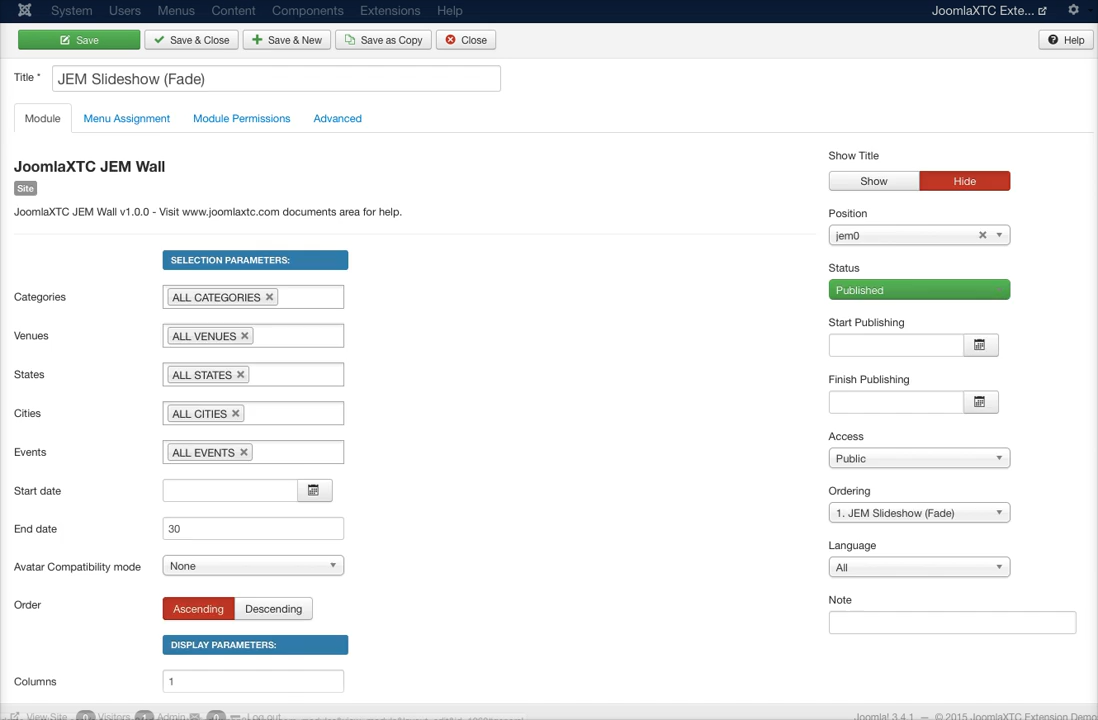 System Users Menus Content Components Extensions Help JoomlaXTC Exte...
Save Save & Close Save & New Save as Copy Close Help
Title * JEM Slideshow (Fade)
Module Menu Assignment Module Permissions Advanced
JoomlaXTC JEM Wall
Site
JoomlaXTC JEM Wall v1.0.0 - Visit www.joomlaxtc.com documents area for help.
SELECTION PARAMETERS:
Categories ALL CATEGORIES
Venues ALL VENUES
States ALL STATES
Cities ALL CITIES
Events ALL EVENTS
Start date
End date 30
Avatar Compatibility mode None
Order Ascending Descending
DISPLAY PARAMETERS:
Columns 1
Show Title
Show Hide
Position
jem0
Status
Published
Start Publishing
Finish Publishing
Access
Public
Ordering
1. JEM Slideshow (Fade)
Language
All
Note
View Site 0 Visitors 1 Admin 0 Log out Joomla! 3.4.1 — © 2015 JoomlaXTC Extension Demo